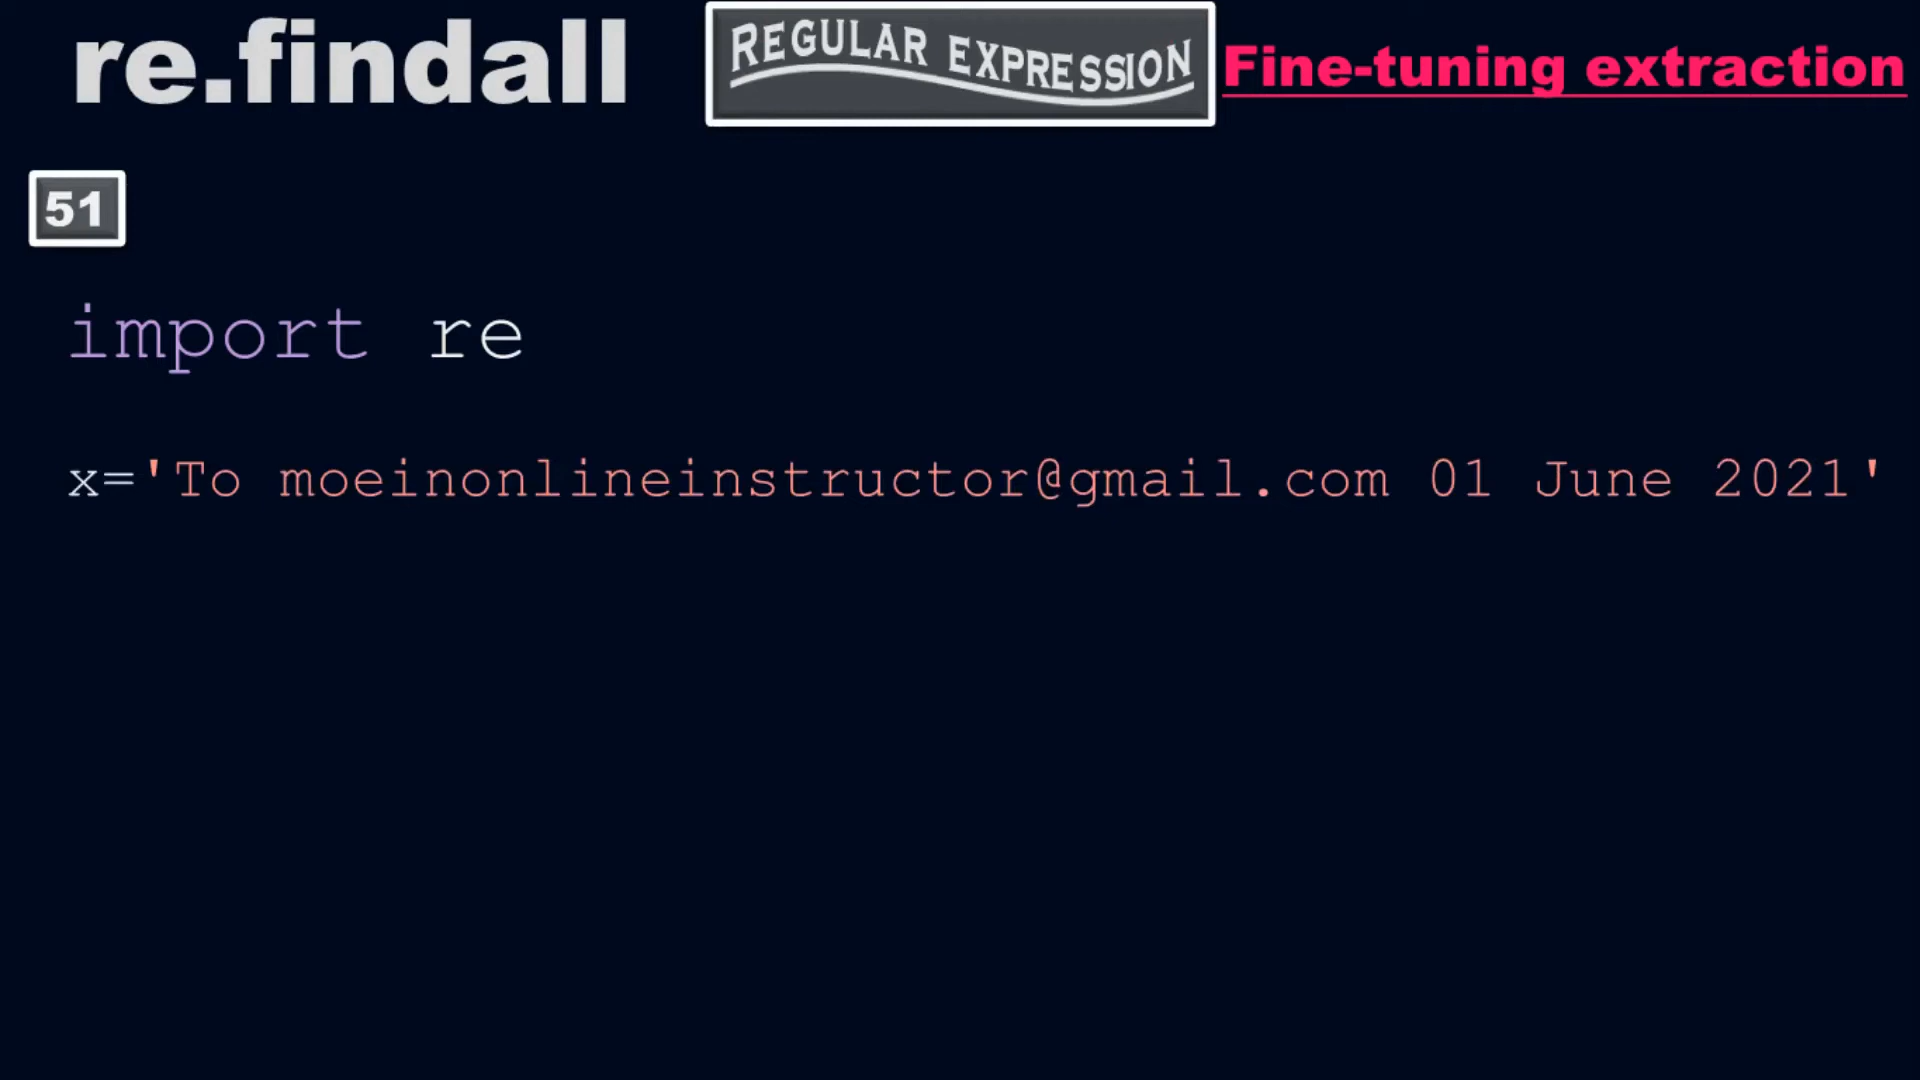 re.findall
REGULAR EXPRESSION
Fine-tuning extraction
51
import re
x='To moeinonlineinstructor@gmail.com 01 June 2021'